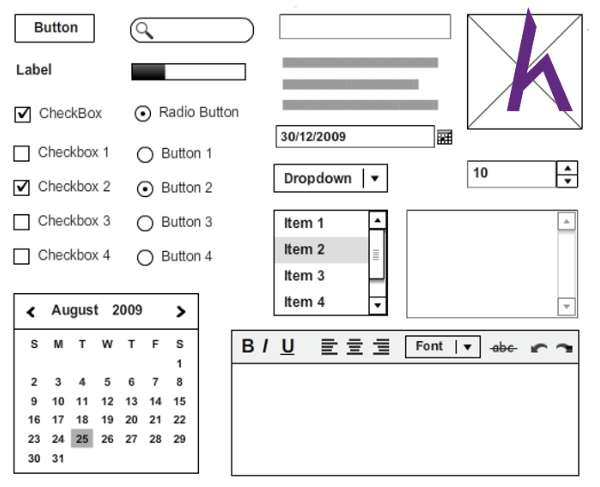 Button
Label
CheckBox
Radio Button
Checkbox 1
Button 1
Checkbox 2
Button 2
Checkbox 3
Button 3
Checkbox 4
Button 4
30/12/2009
Dropdown
10
Item 1
Item 2
Item 3
Item 4
August 2009
S M T W T F S
1
2 3 4 5 6 7 8
9 10 11 12 13 14 15
16 17 18 19 20 21 22
23 24 25 26 27 28 29
30 31
B I U Font abc